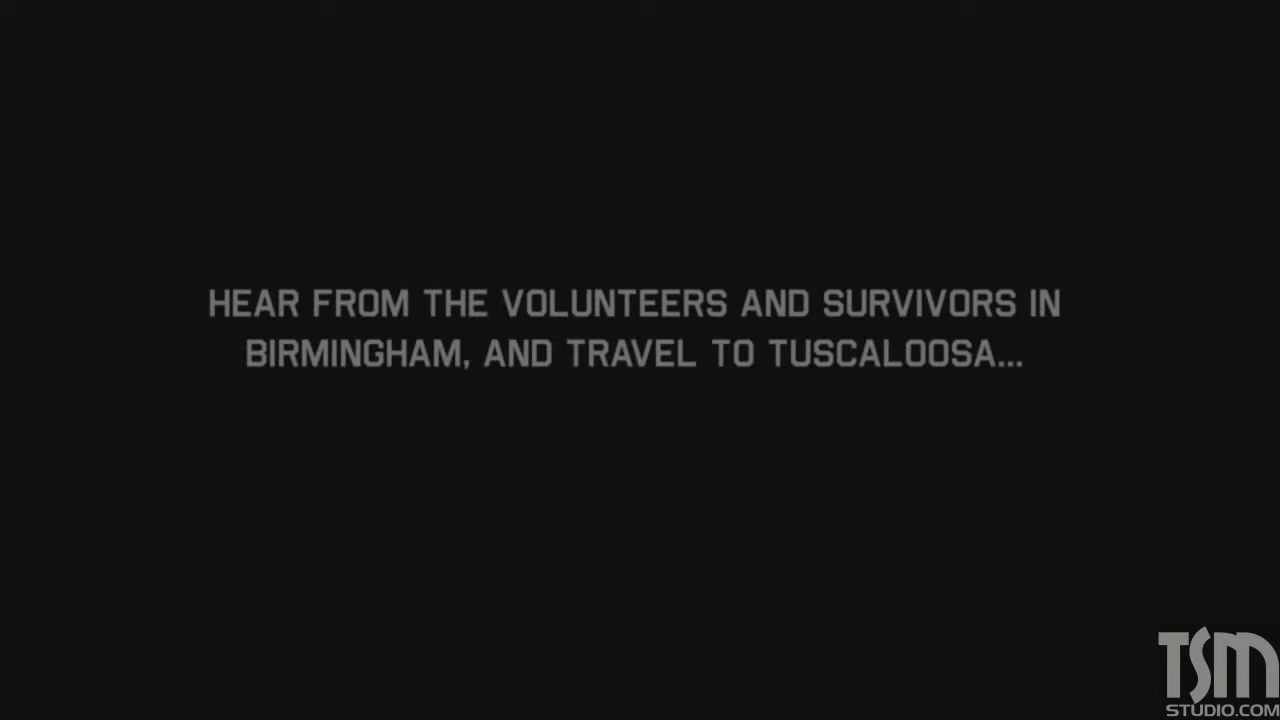 HEAR FROM THE VOLUNTEERS AND SURVIVORS IN
BIRMINGHAM, AND TRAVEL TO TUSCALOOSA...
TSM
STUDIO.COM